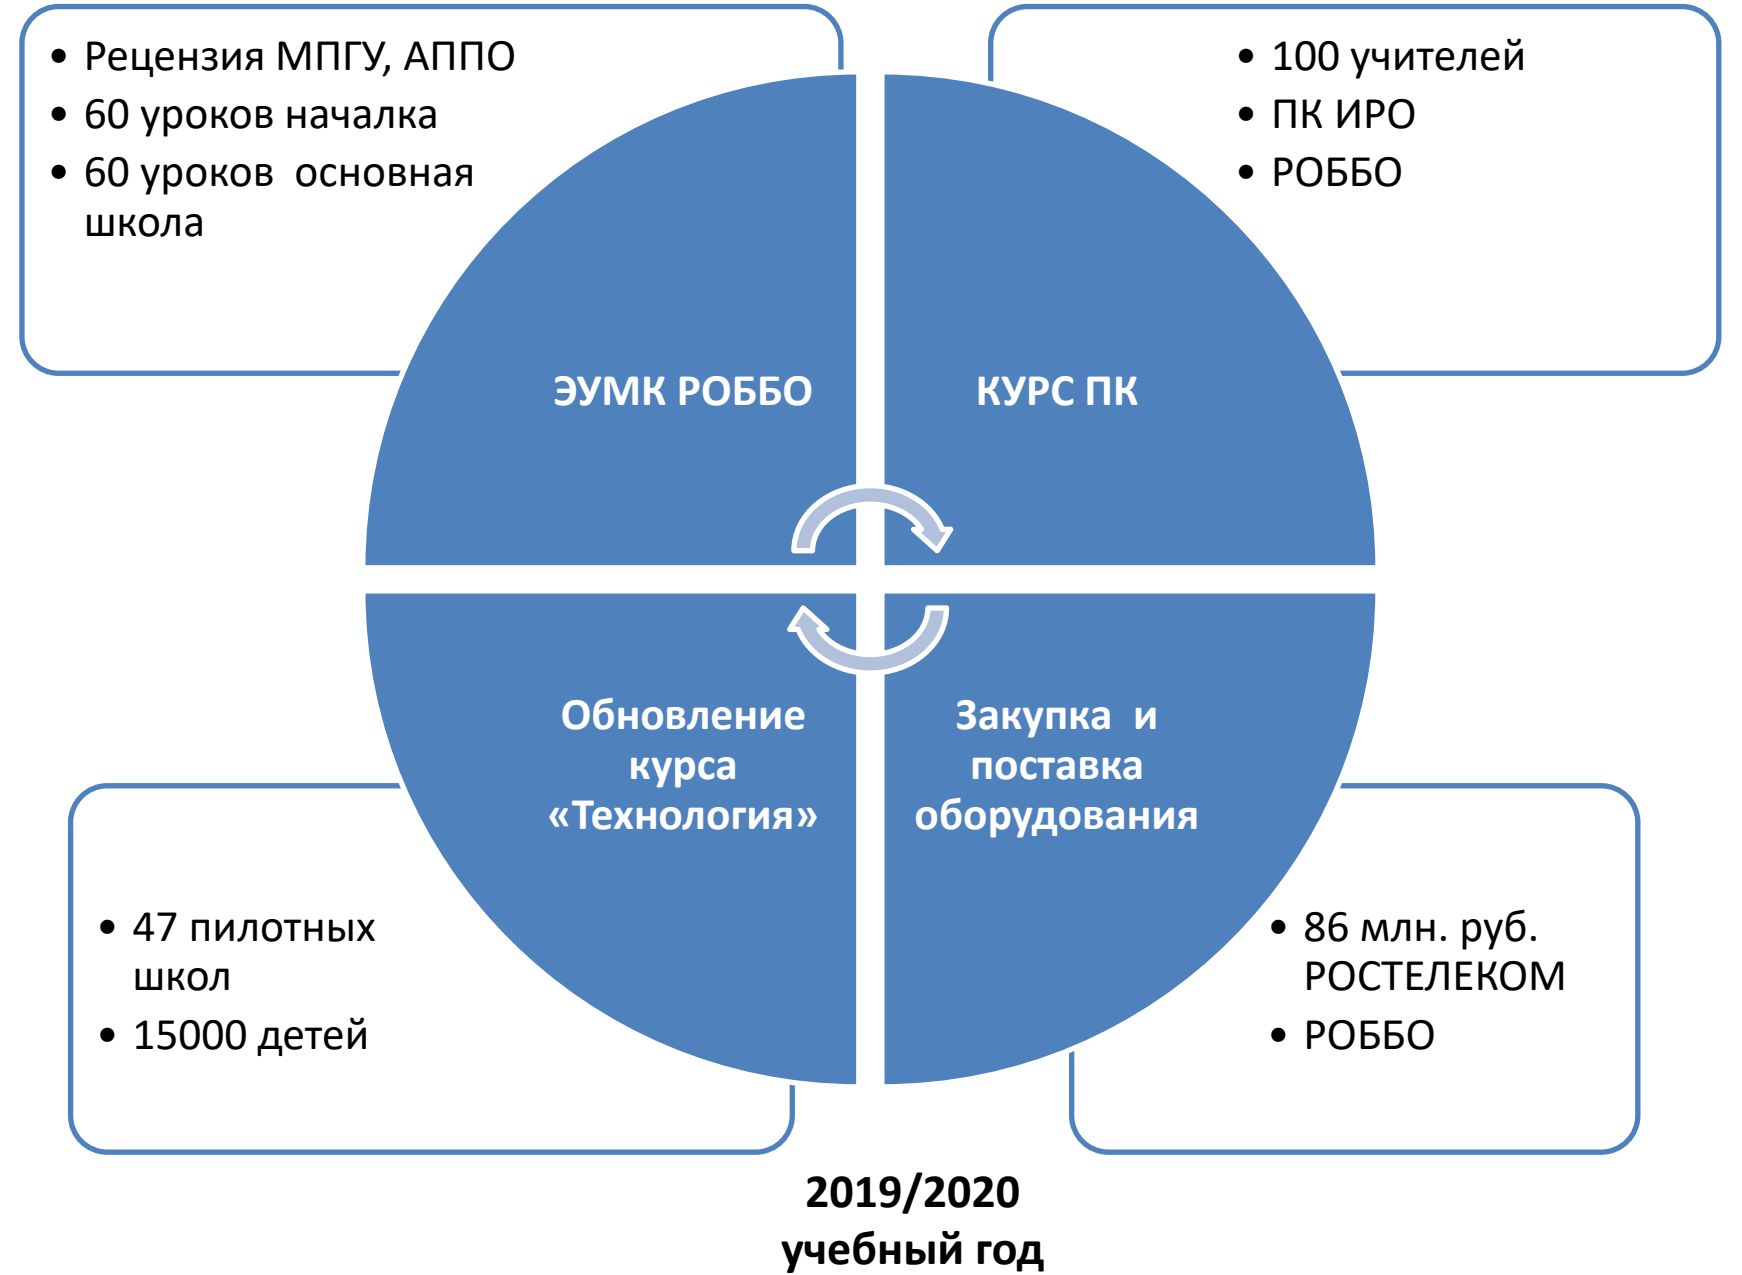 • Рецензия МПГУ, АППО
• 60 уроков началка
• 60 уроков основная
школа
• 100 учителей
• ПК ИРО
• РОББО
ЭУМК РОББО
КУРС ПК
Обновление
курса
«Технология»
Закупка и
поставка
оборудования
• 47 пилотных
школ
• 15000 детей
• 86 млн. руб.
РОСТЕЛЕКОМ
• РОББО
2019/2020
учебный год